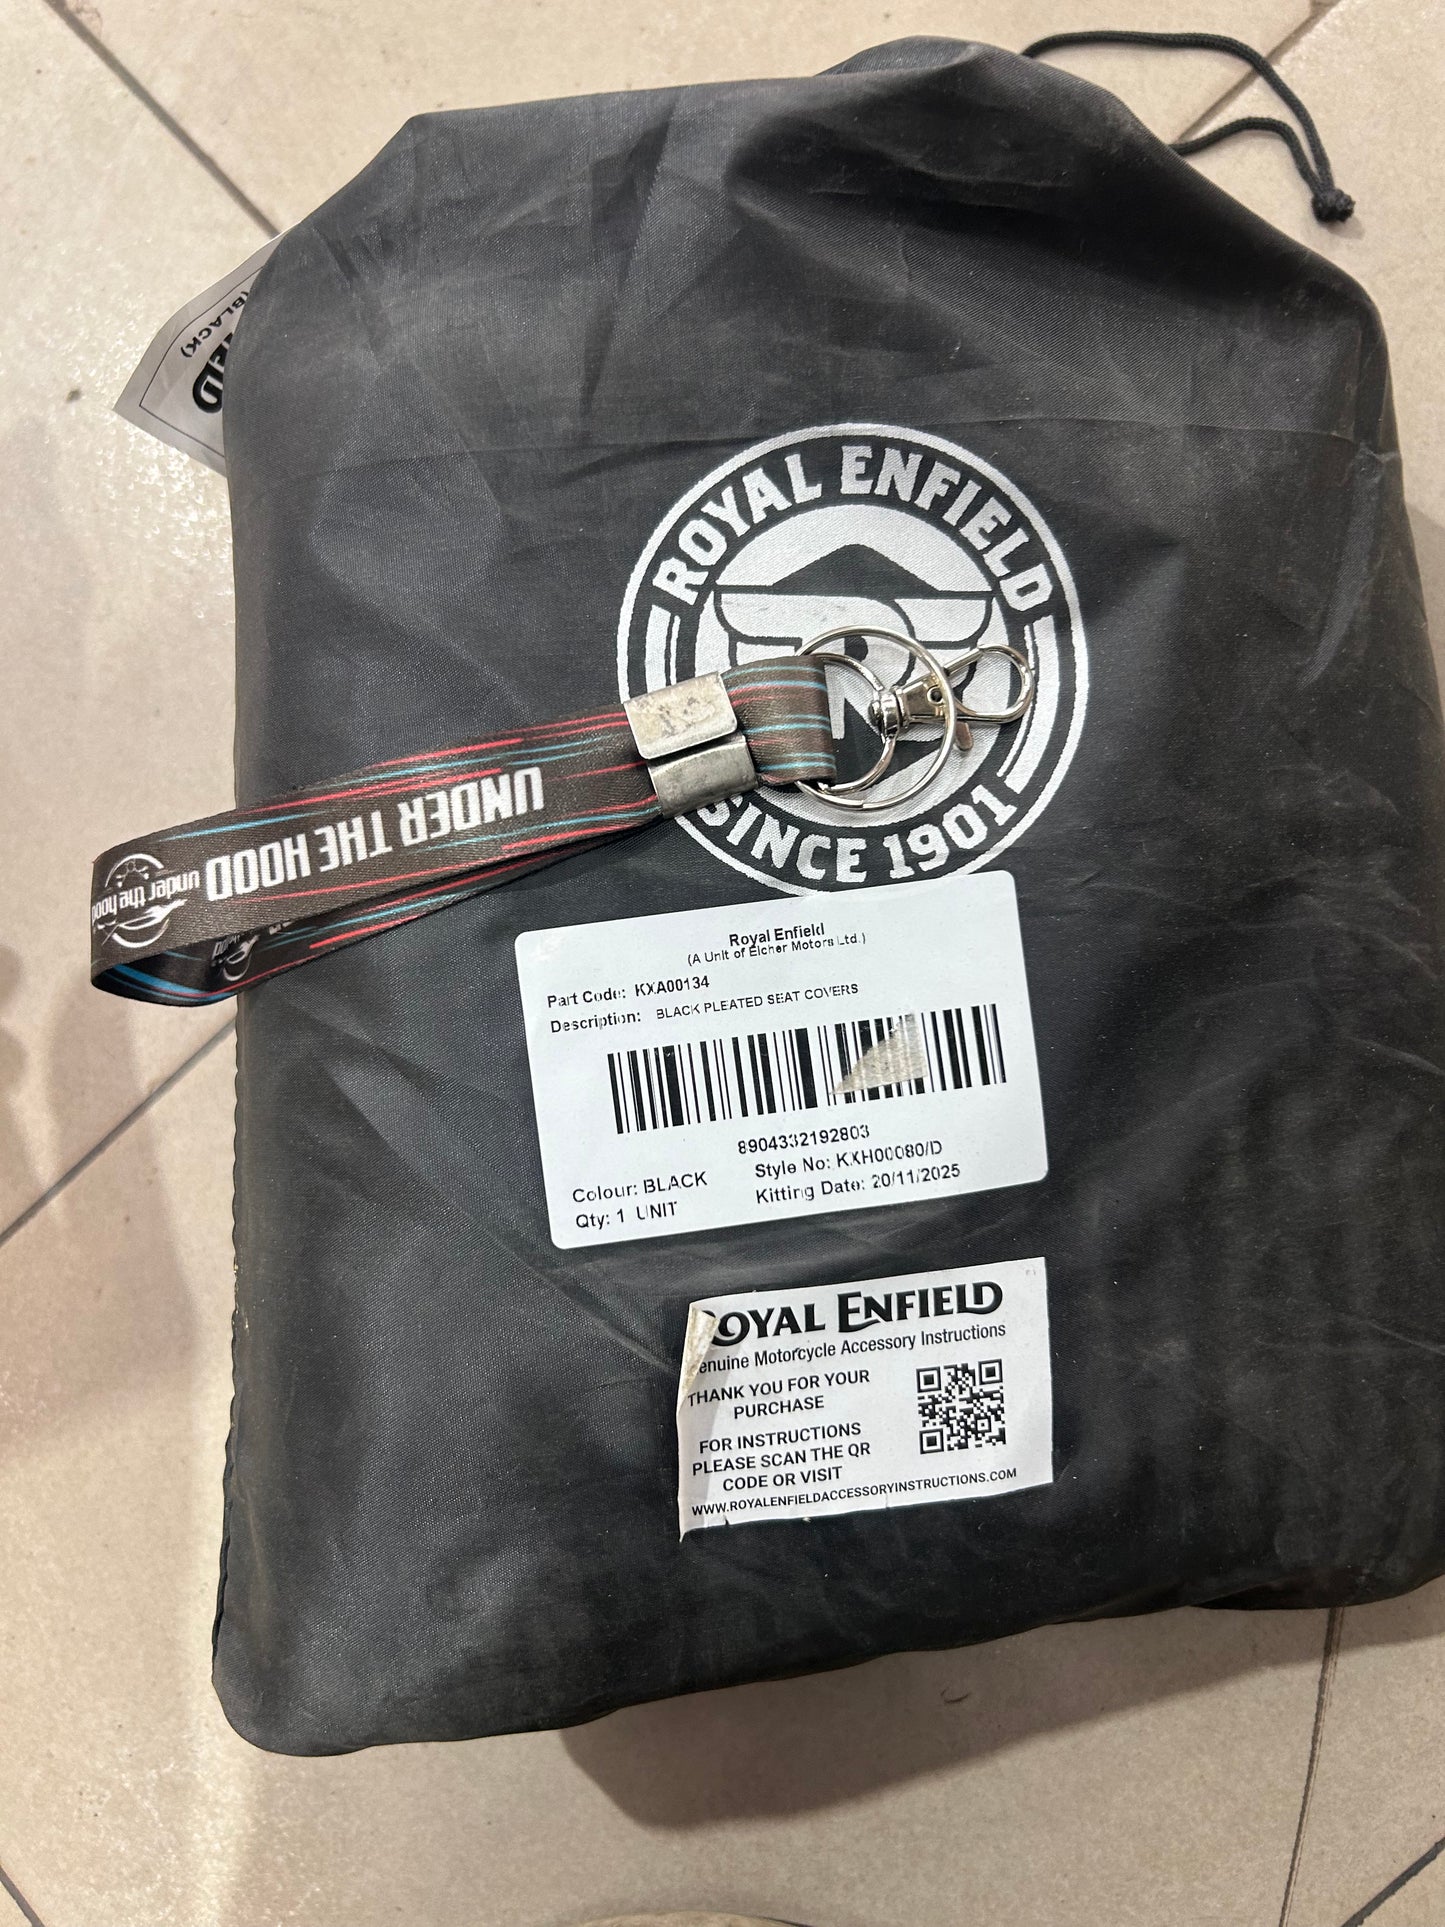 (BLACK)
ROYAL ENFIELD
R
SINCE 1901
UNDER THE HOOD
under the hood
Royal Enfield
(A Unit of Eicher Motors Ltd.)
Part Code: KXA00134
Description: BLACK PLEATED SEAT COVERS
8904332192803
Colour: BLACK Style No: KXH00080/D
Qty: 1 UNIT Kitting Date: 20/11/2025
ROYAL ENFIELD
enuine Motorcycle Accessory Instructions
THANK YOU FOR YOUR
PURCHASE
FOR INSTRUCTIONS
PLEASE SCAN THE QR
CODE OR VISIT
WWW.ROYALENFIELDACCESSORYINSTRUCTIONS.COM